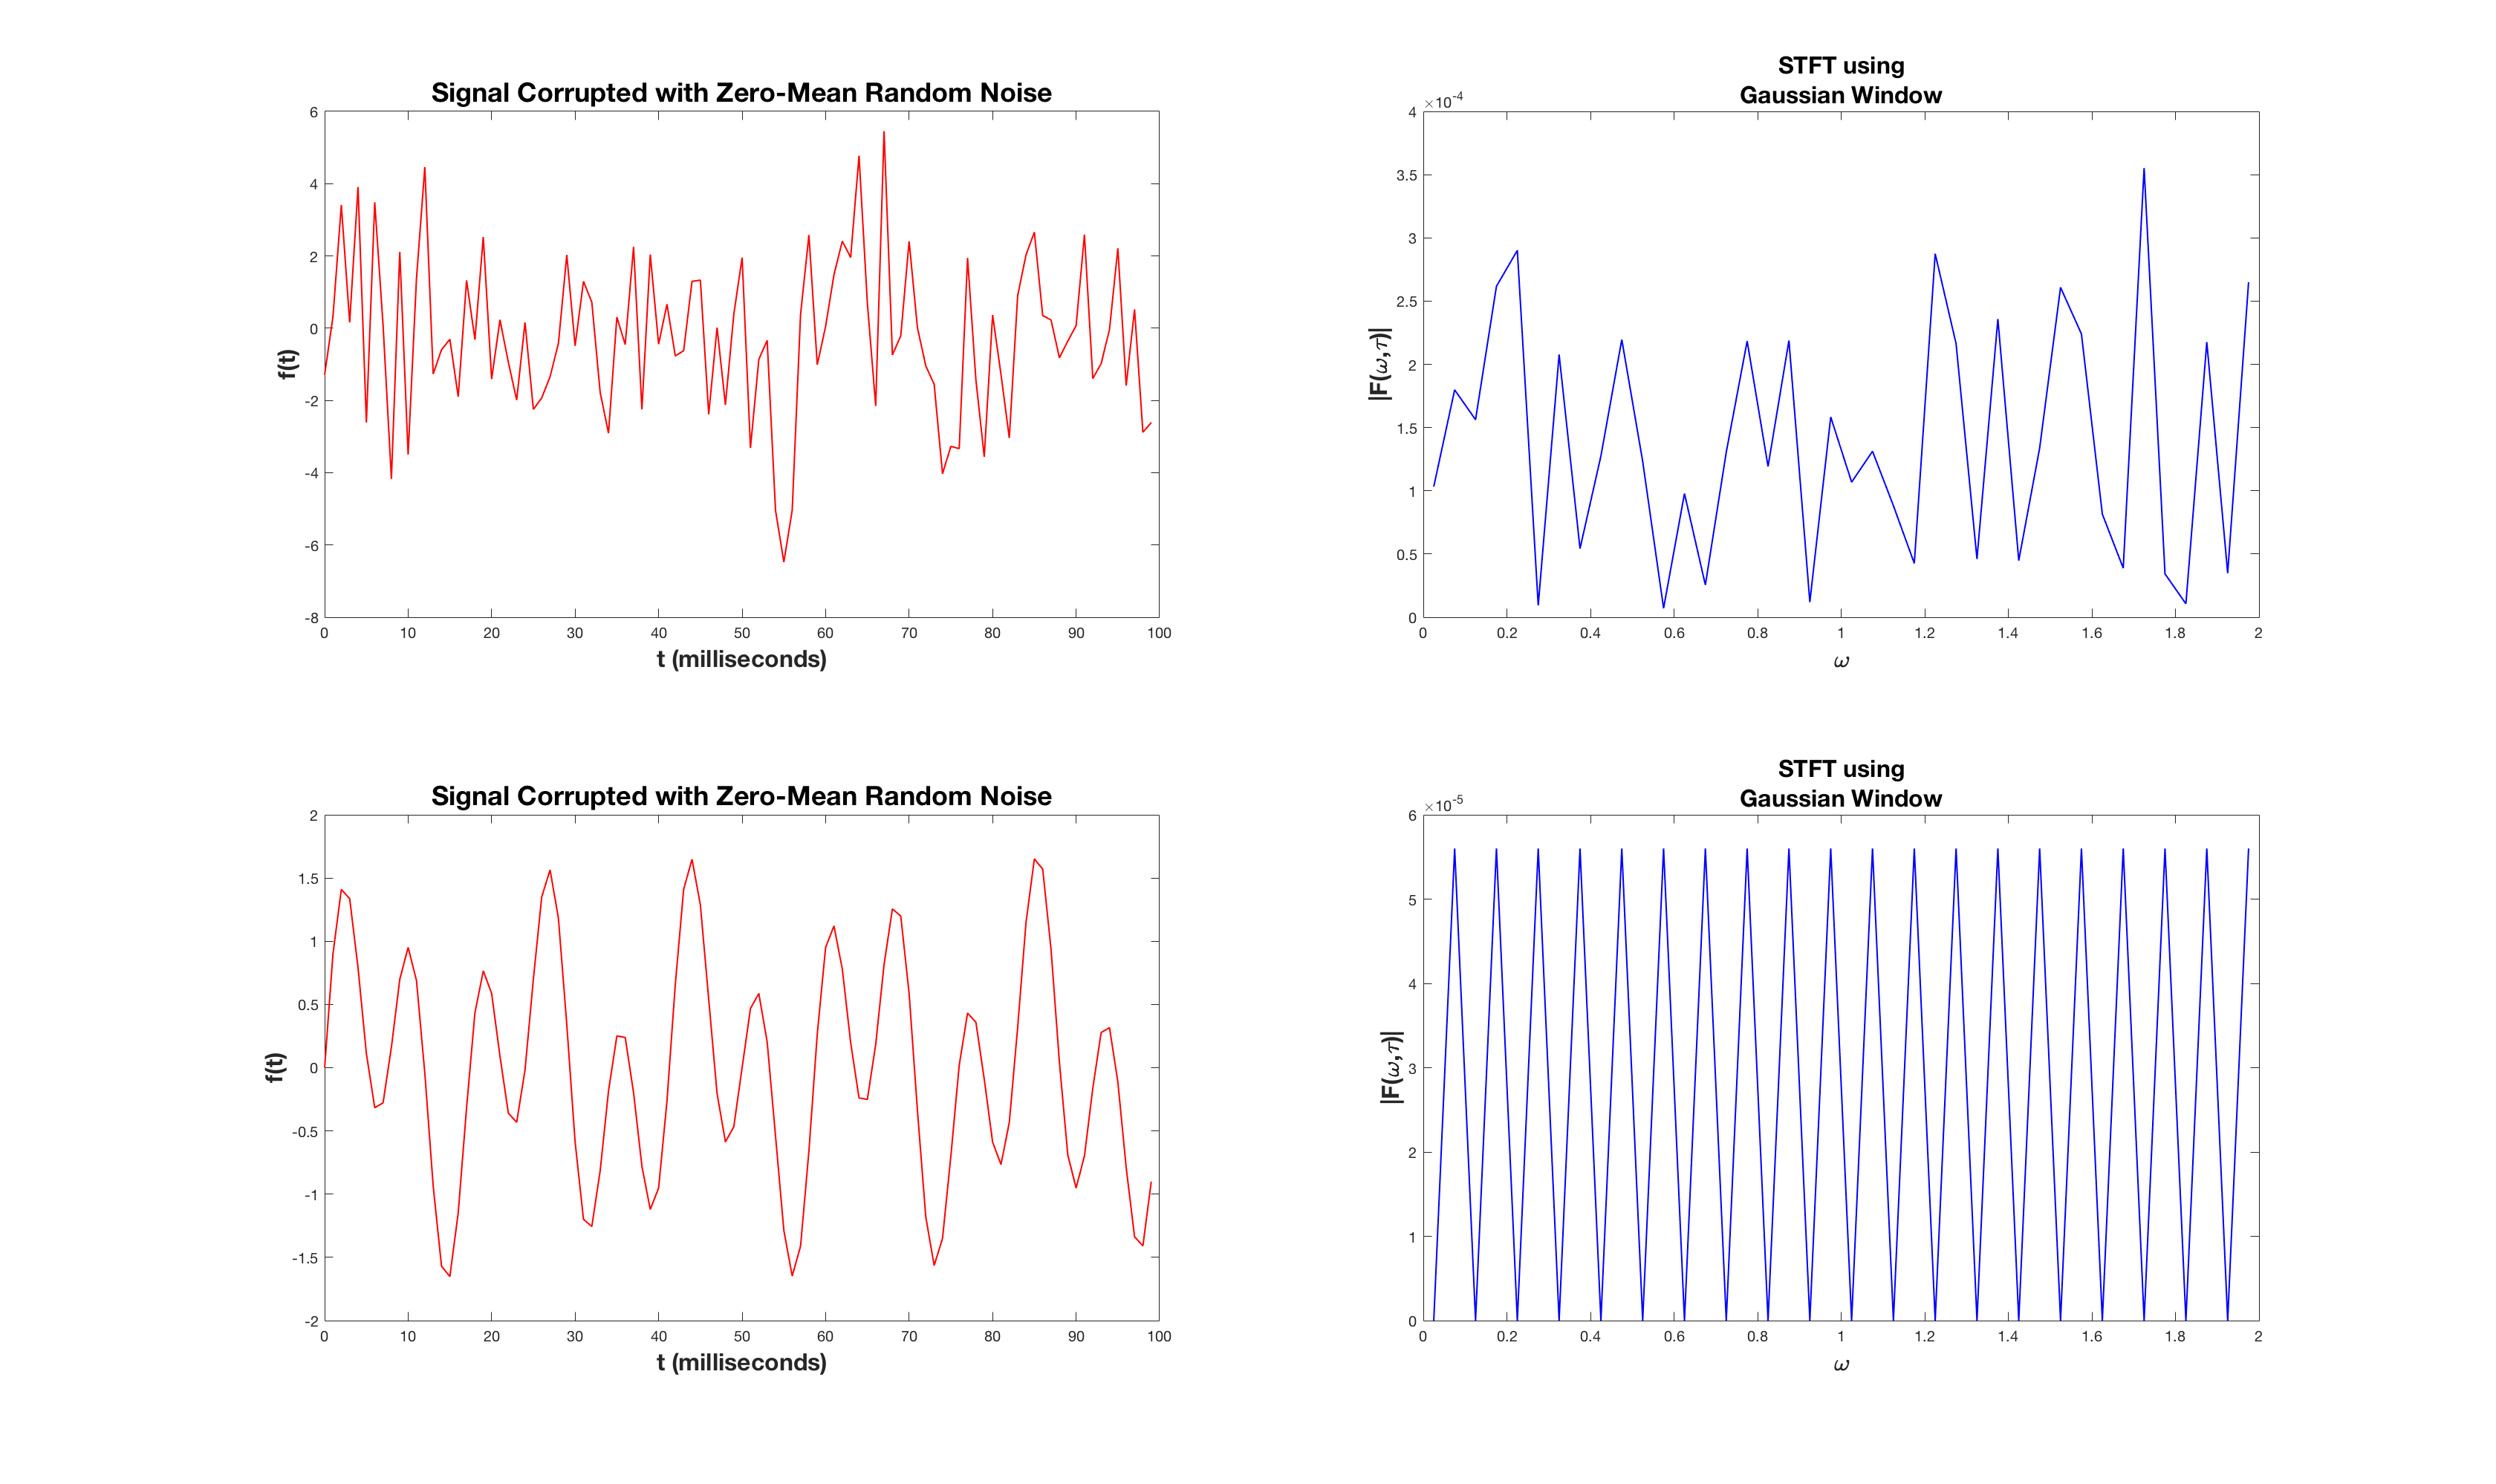 Signal Corrupted with Zero-Mean Random Noise
6
4
2
0
-2
-4
-6
-8
f(t)
0 10 20 30 40 50 60 70 80 90 100
t (milliseconds)
STFT using
Gaussian Window
×10-4
4
3.5
3
2.5
2
1.5
1
0.5
0
|F(ω,τ)|
0 0.2 0.4 0.6 0.8 1 1.2 1.4 1.6 1.8 2
ω
Signal Corrupted with Zero-Mean Random Noise
2
1.5
1
0.5
0
-0.5
-1
-1.5
-2
f(t)
0 10 20 30 40 50 60 70 80 90 100
t (milliseconds)
STFT using
Gaussian Window
×10-5
6
5
4
3
2
1
0
|F(ω,τ)|
0 0.2 0.4 0.6 0.8 1 1.2 1.4 1.6 1.8 2
ω